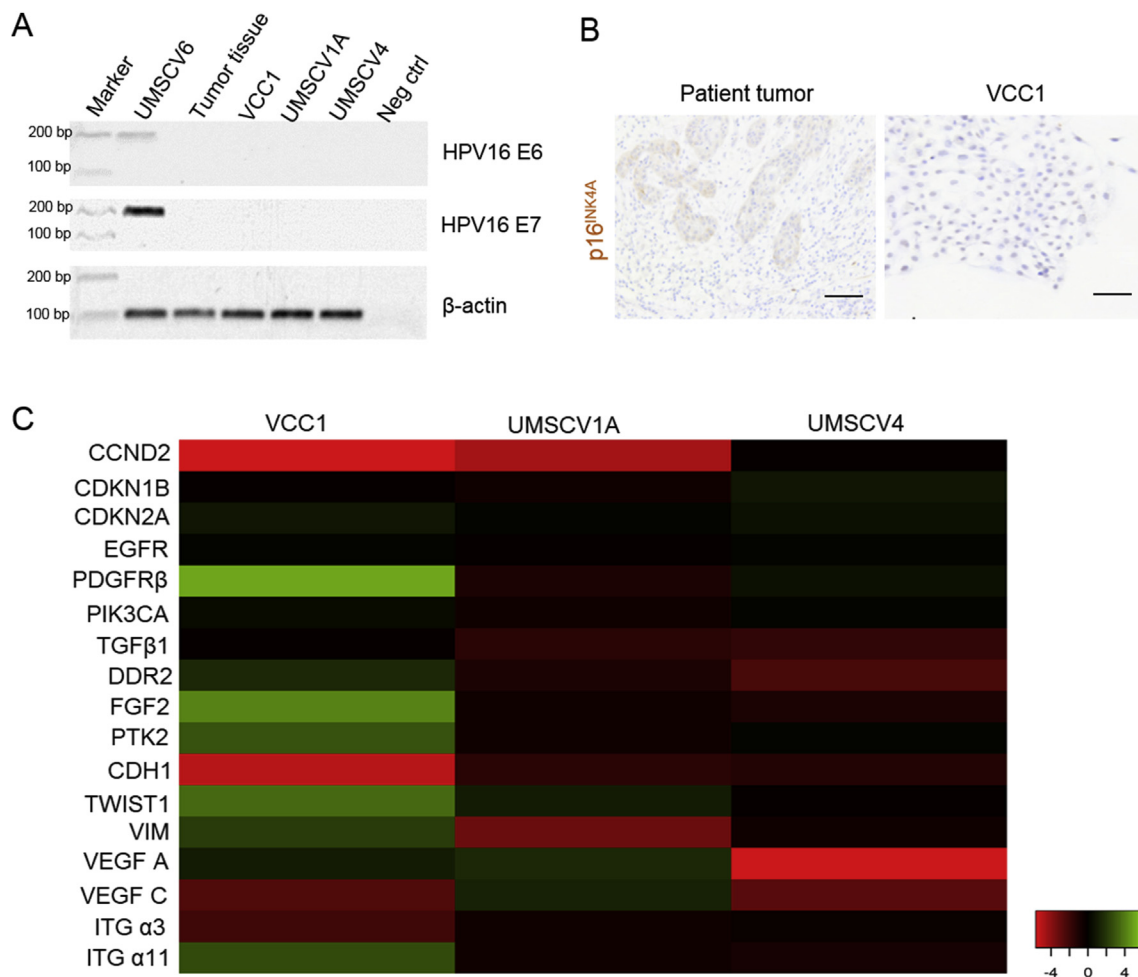 A
Marker
UMSCV6
Tumor tissue
VCC1
UMSCV1A
UMSCV4
Neg ctrl
200 bp
100 bp
HPV16 E6
200 bp
100 bp
HPV16 E7
200 bp
100 bp
β-actin
B
Patient tumor
VCC1
p16INK4A
C
VCC1
UMSCV1A
UMSCV4
CCND2
CDKN1B
CDKN2A
EGFR
PDGFRβ
PIK3CA
TGFβ1
DDR2
FGF2
PTK2
CDH1
TWIST1
VIM
VEGF A
VEGF C
ITG α3
ITG α11
-4 0 4